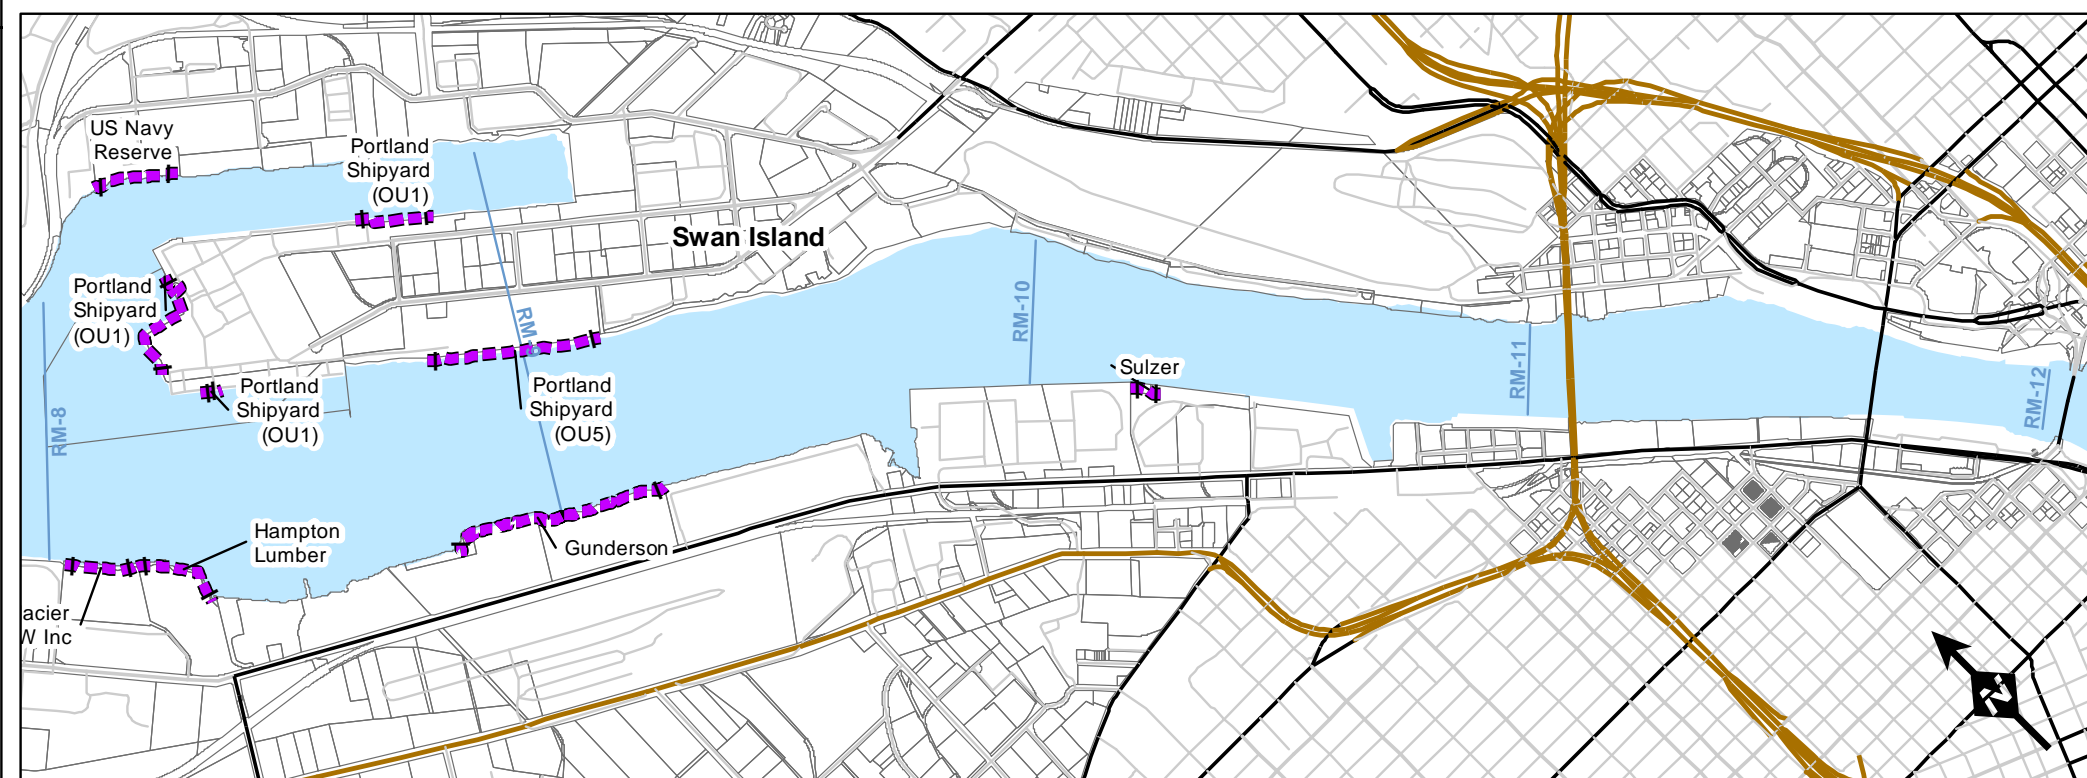 US Navy
Reserve
Portland
Shipyard
(OU1)
Swan Island
Portland
Shipyard
(OU1)
RM-10
RM-9
Sulzer
RM-11
RM-12
Portland
Shipyard
(OU1)
Portland
Shipyard
(OU5)
RM-8
Hampton
Lumber
Gunderson
acier
W Inc
N